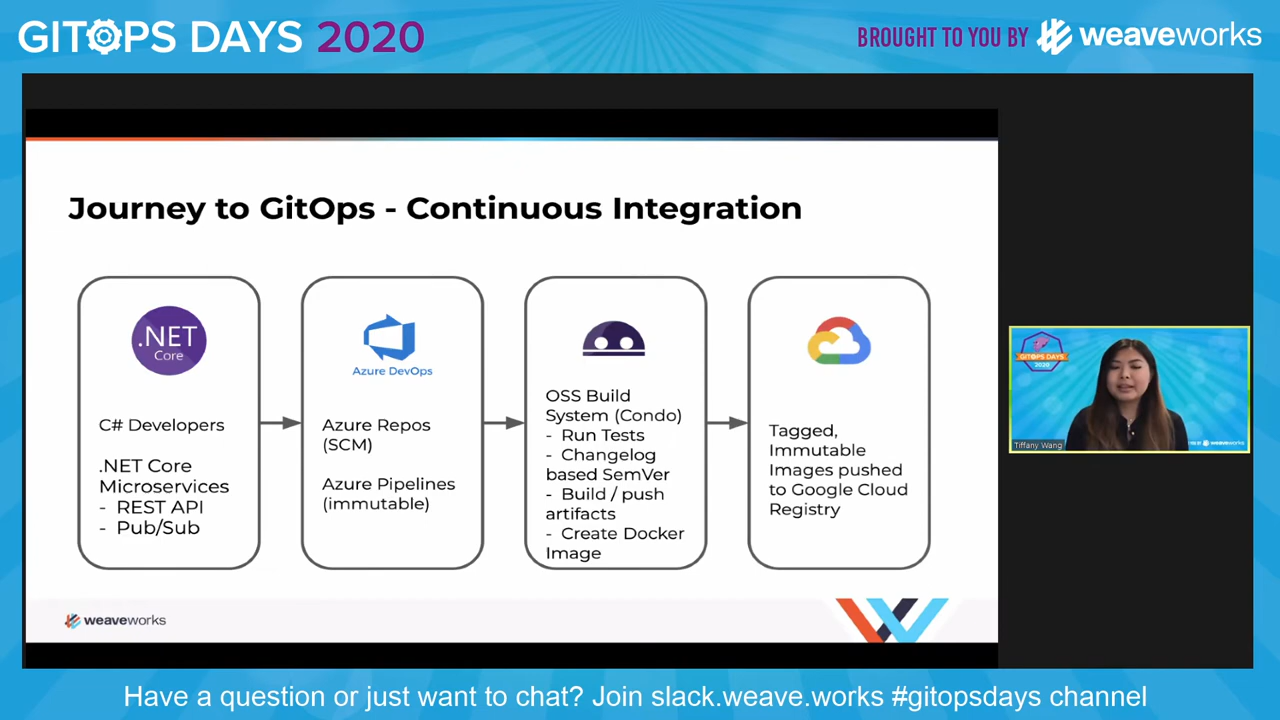 GITOPS DAYS 2020
BROUGHT TO YOU BY weaveworks
Journey to GitOps - Continuous Integration
.NET
Core
C# Developers
.NET Core
Microservices
- REST API
- Pub/Sub
Azure DevOps
Azure Repos
(SCM)
Azure Pipelines
(immutable)
OSS Build
System (Condo)
- Run Tests
- Changelog
based SemVer
- Build / push
artifacts
- Create Docker
Image
Tagged,
Immutable
Images pushed
to Google Cloud
Registry
weaveworks
GITOPS DAYS
2020
Tiffany Wang
weaveworks
Have a question or just want to chat? Join slack.weave.works #gitopsdays channel